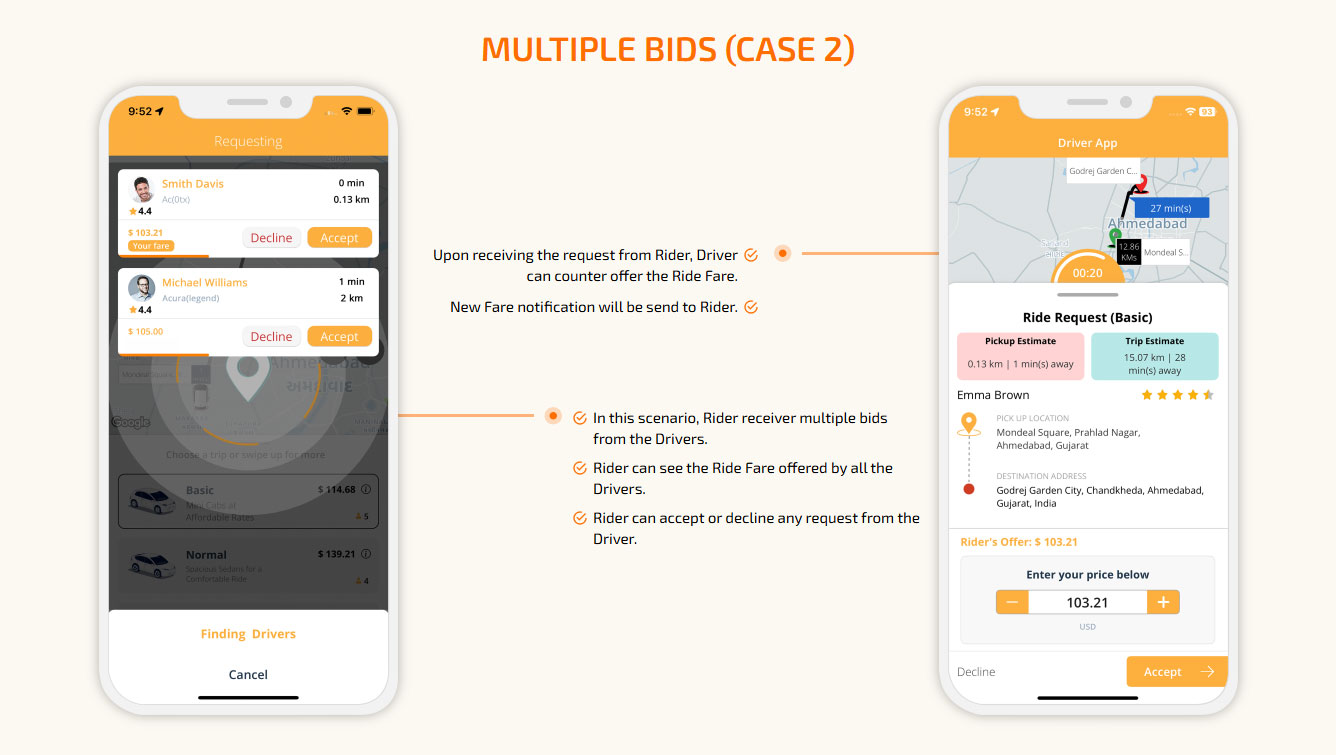 MULTIPLE BIDS (CASE 2)
9:52
Requesting
Smith Davis
0 min
Ac(0tx)
0.13 km
4.4
$ 103.21
Your fare
Decline
Accept
Michael Williams
1 min
Acura(legend)
2 km
4.4
$ 105.00
Decline
Accept
Ahmedabad
અમદાવાદ
Mondeal Square,
Google
Choose a trip or swipe up for more
Basic
$ 114.68
Mini Cabs at
Affordable Rates
5
Normal
$ 139.21
Spacious Sedans for a
Comfortable Ride
4
Finding Drivers
Cancel
Upon receiving the request from Rider, Driver
can counter offer the Ride Fare.
New Fare notification will be send to Rider.
In this scenario, Rider receiver multiple bids
from the Drivers.
Rider can see the Ride Fare offered by all the
Drivers.
Rider can accept or decline any request from the
Driver.
9:52
93
Driver App
Godrej Garden C...
27 min(s)
Ahmedabad
12.86
KMs
Mondeal S...
00:20
Ride Request (Basic)
Pickup Estimate
0.13 km | 1 min(s) away
Trip Estimate
15.07 km | 28
min(s) away
Emma Brown
PICK UP LOCATION
Mondeal Square, Prahlad Nagar,
Ahmedabad, Gujarat
DESTINATION ADDRESS
Godrej Garden City, Chandkheda, Ahmedabad,
Gujarat, India
Rider's Offer: $ 103.21
Enter your price below
103.21
USD
Decline
Accept